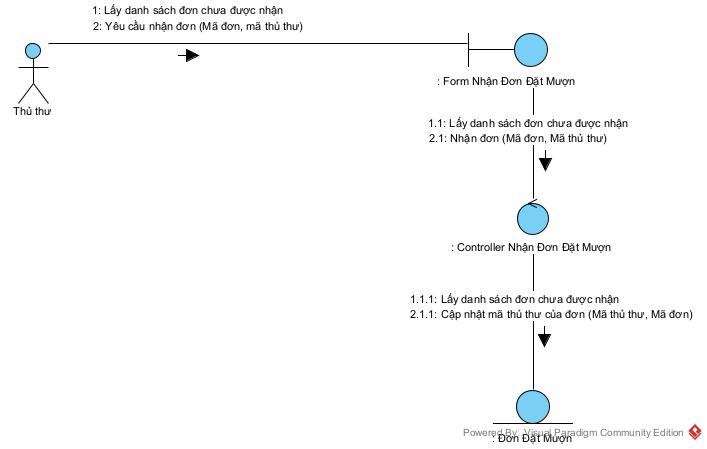 1: Lấy danh sách đơn chưa được nhận
2: Yêu cầu nhận đơn (Mã đơn, mã thủ thư)
Thủ thư
: Form Nhận Đơn Đặt Mượn
1.1: Lấy danh sách đơn chưa được nhận
2.1: Nhận đơn (Mã đơn, Mã thủ thư)
: Controller Nhận Đơn Đặt Mượn
1.1.1: Lấy danh sách đơn chưa được nhận
2.1.1: Cập nhật mã thủ thư của đơn (Mã thủ thư, Mã đơn)
Powered By: Visual Paradigm Community Edition
: Đơn Đặt Mượn